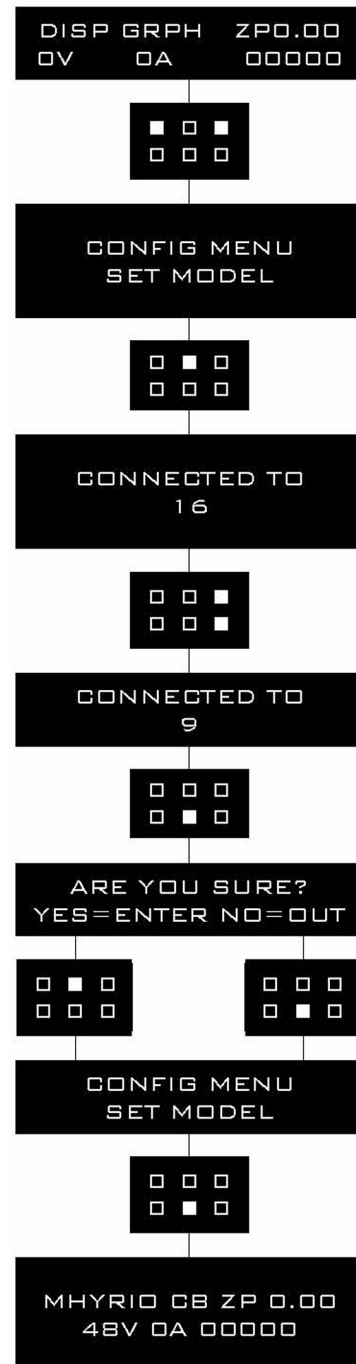 DISP GRPH ZP0.00
0V 0A 00000
CONFIG MENU
SET MODEL
CONNECTED TO
16
CONNECTED TO
9
ARE YOU SURE?
YES=ENTER NO=OUT
CONFIG MENU
SET MODEL
MHYRIO CB ZP 0.00
48V 0A 00000